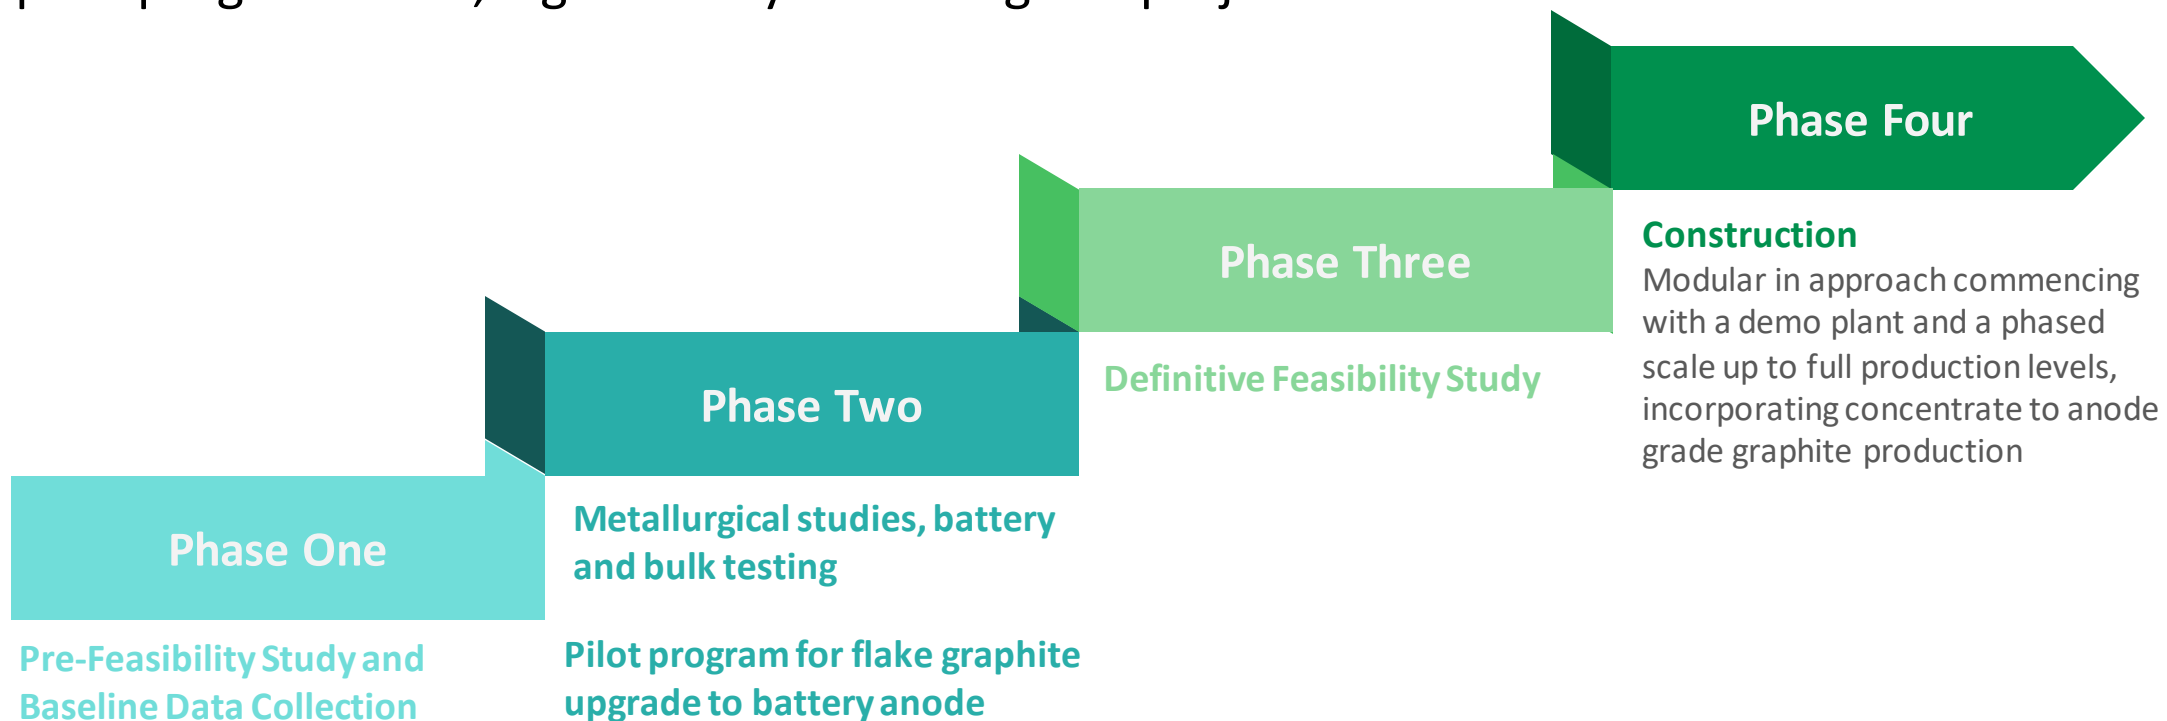 Phase Four
Construction
Modular in approach commencing
with a demo plant and a phased
scale up to full production levels,
incorporating concentrate to anode
grade graphite production
Phase Three
Definitive Feasibility Study
Phase Two
Metallurgical studies, battery
and bulk testing
Pilot program for flake graphite
upgrade to battery anode
Phase One
Pre-Feasibility Study and
Baseline Data Collection